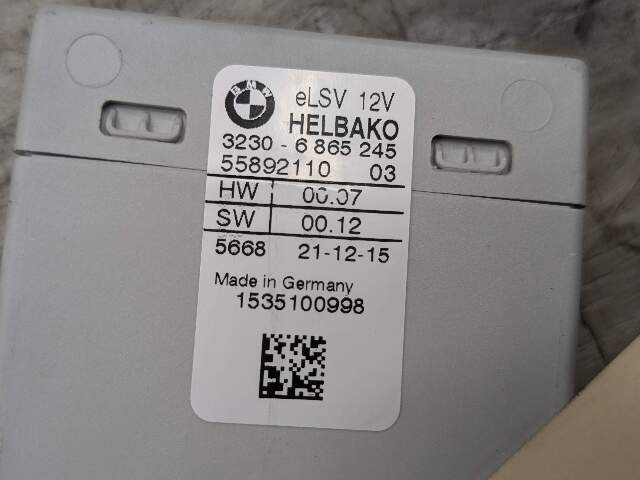 BMW
eLSV 12V
HELBAKO
3230 - 6 865 245
55892110 03
HW 00.07
SW 00.12
5668 21-12-15
Made in Germany
1535100998